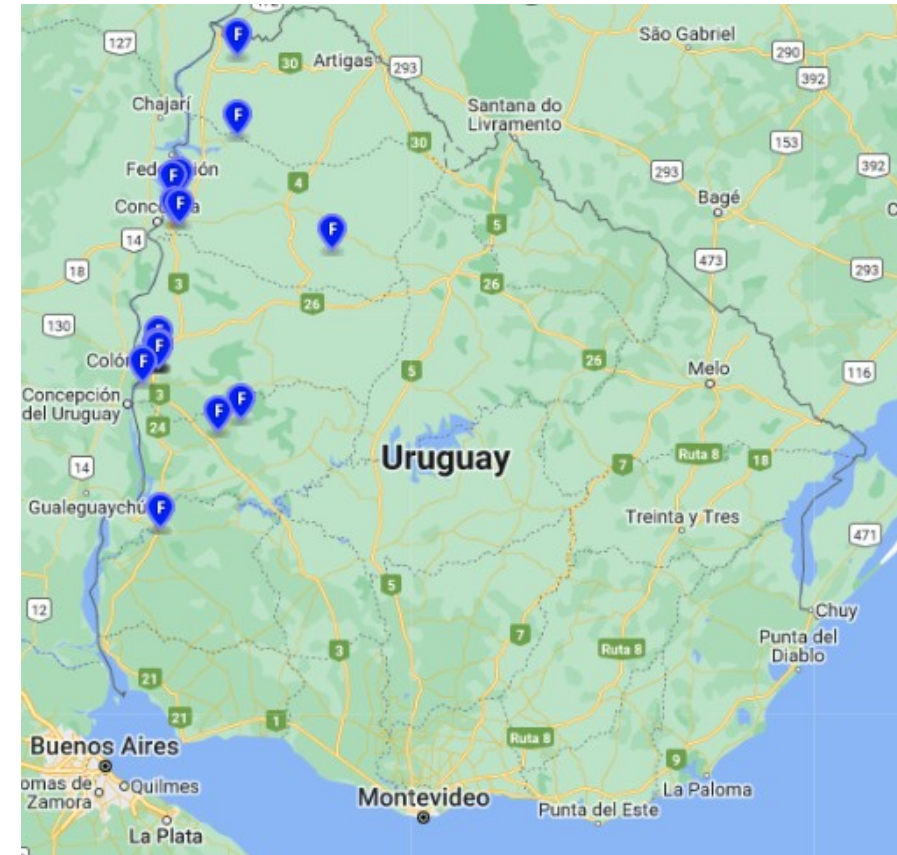 127
30
Artigas
293
São Gabriel
290
392
Chajarí
Santana do
Livramento
30
153
293
392
4
Bagé
14
5
473
18
3
26
293
26
130
26
5
Melo
116
Concepción
del Uruguay
3
24
Uruguay
7
Ruta 8
18
14
Gualeguaychú
Treinta y Tres
471
5
12
7
Chuy
3
Ruta 8
Punta del
Diablo
21
21
1
Ruta 8
Buenos Aires
9
Quilmes
Zamora
La Paloma
Montevideo
Punta del Este
La Plata
F
F
F
F
F
F
F
F
F
F